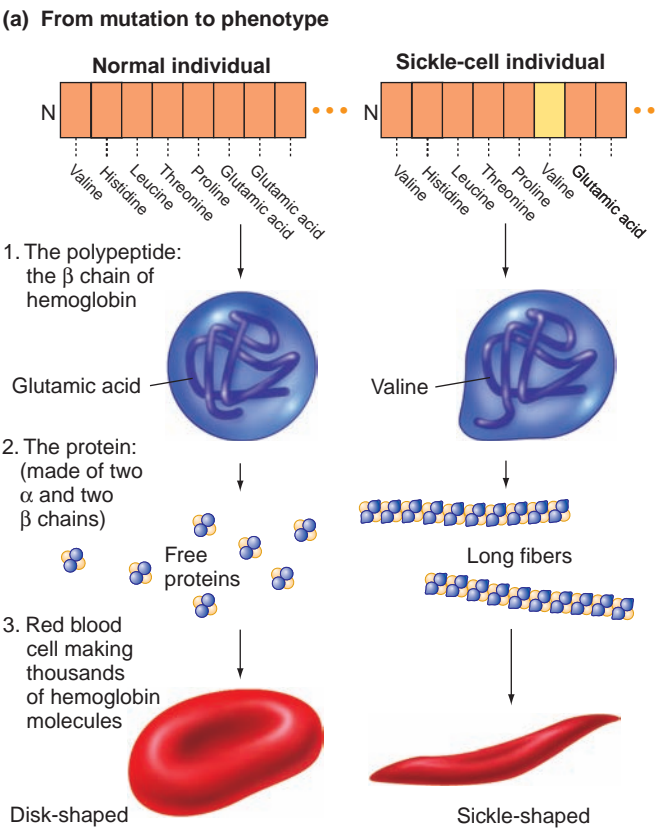 (a) From mutation to phenotype
Normal individual
N
Valine
Histidine
Leucine
Threonine
Proline
Glutamic acid
Glutamic acid
Sickle-cell individual
N
Valine
Histidine
Leucine
Threonine
Proline
Valine
Glutamic acid
1. The polypeptide:
the β chain of
hemoglobin
Glutamic acid
Valine
2. The protein:
(made of two
α and two
β chains)
Free
proteins
Long fibers
3. Red blood
cell making
thousands
of hemoglobin
molecules
Disk-shaped
Sickle-shaped